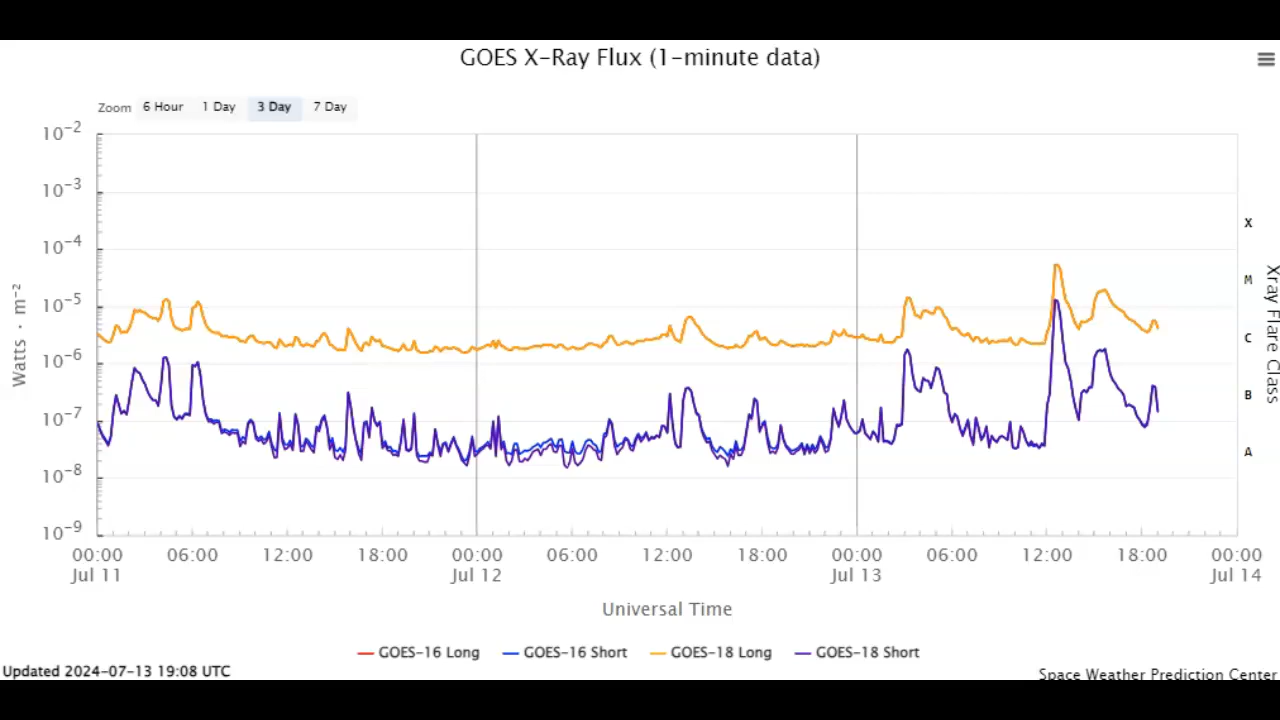 GOES X-Ray Flux (1-minute data)
Zoom 6 Hour 1 Day 3 Day 7 Day
10⁻²
10⁻³
10⁻⁴
10⁻⁵
10⁻⁶
10⁻⁷
10⁻⁸
10⁻⁹
Watts · m⁻²
X
M
C
B
A
Xray Flare Class
00:00 06:00 12:00 18:00 00:00 06:00 12:00 18:00 00:00 06:00 12:00 18:00 00:00
Jul 11 Jul 12 Jul 13 Jul 14
Universal Time
GOES-16 Long GOES-16 Short GOES-18 Long GOES-18 Short
Updated 2024-07-13 19:08 UTC
Space Weather Prediction Center